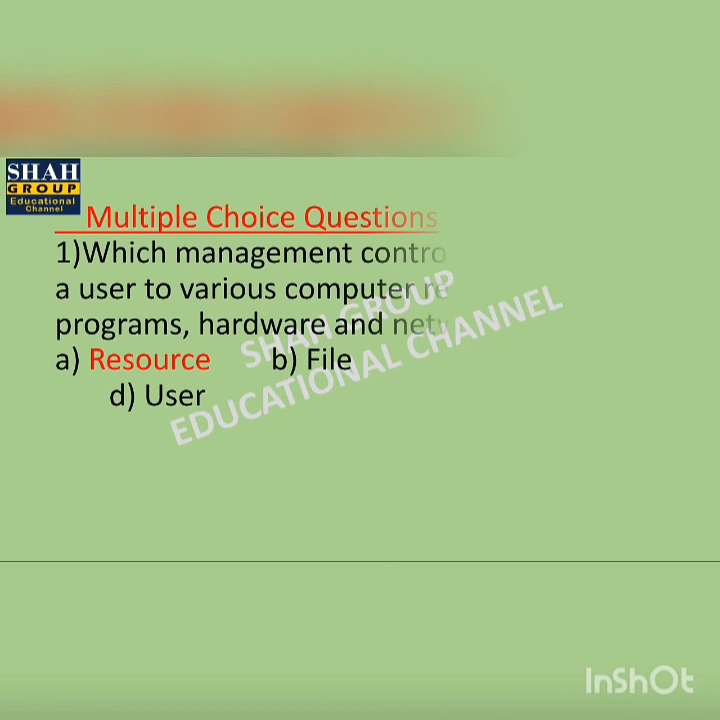 SHAH
GROUP
Educational
Channel
Multiple Choice Questions
1)Which management
a user to various computer
programs, hardware and
a) Resource b) File
d) User
SHAH GROUP
EDUCATIONAL CHANNEL
InShOt